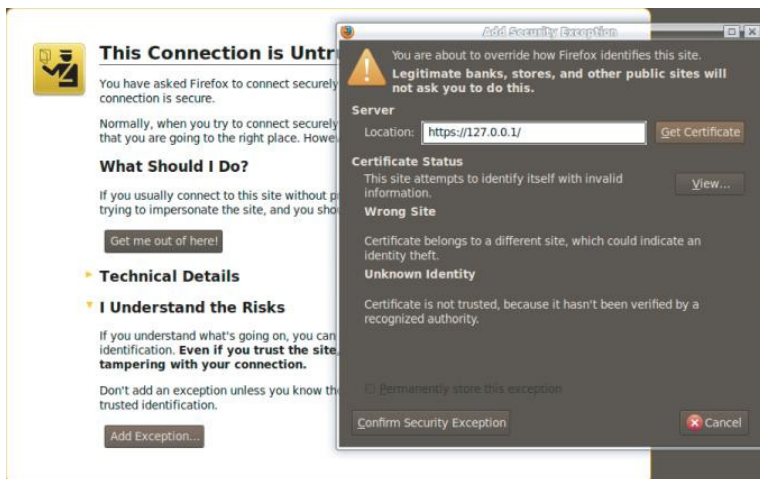 This Connection is Untr
You have asked Firefox to connect securely
connection is secure.
Normally, when you try to connect securely
that you are going to the right place. Howe
What Should I Do?
If you usually connect to this site without p
trying to impersonate the site, and you shou
Get me out of here!
Technical Details
I Understand the Risks
If you understand what's going on, you can
identification. Even if you trust the site,
tampering with your connection.
Don't add an exception unless you know th
trusted identification.
Add Exception...
Add Security Exception
You are about to override how Firefox identifies this site.
Legitimate banks, stores, and other public sites will
not ask you to do this.
Server
Location: https://127.0.0.1/ Get Certificate
Certificate Status
This site attempts to identify itself with invalid
information.
View...
Wrong Site
Certificate belongs to a different site, which could indicate an
identity theft.
Unknown Identity
Certificate is not trusted, because it hasn't been verified by a
recognized authority.
Permanently store this exception
Confirm Security Exception Cancel